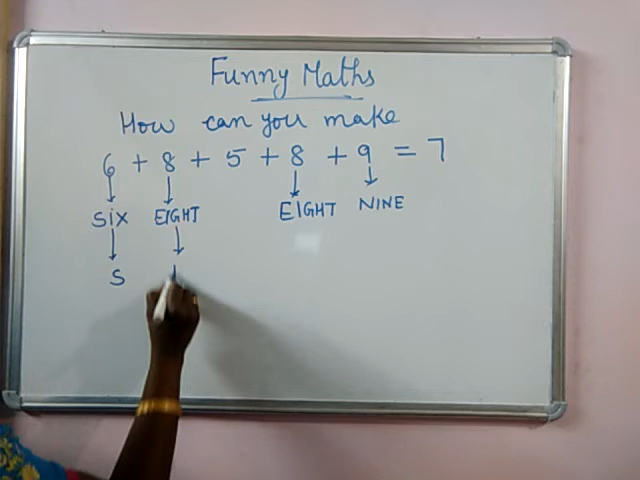 Funny Maths
How can you make
6 + 8 + 5 + 8 + 9 = 7
SiX EIGHT EIGHT NINE
S